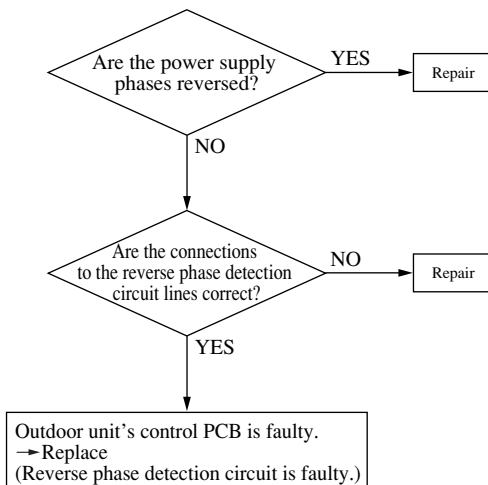 Are the power supply
phases reversed?
YES
Repair
NO
Are the connections
to the reverse phase detection
circuit lines correct?
NO
Repair
YES
Outdoor unit's control PCB is faulty.
→Replace
(Reverse phase detection circuit is faulty.)